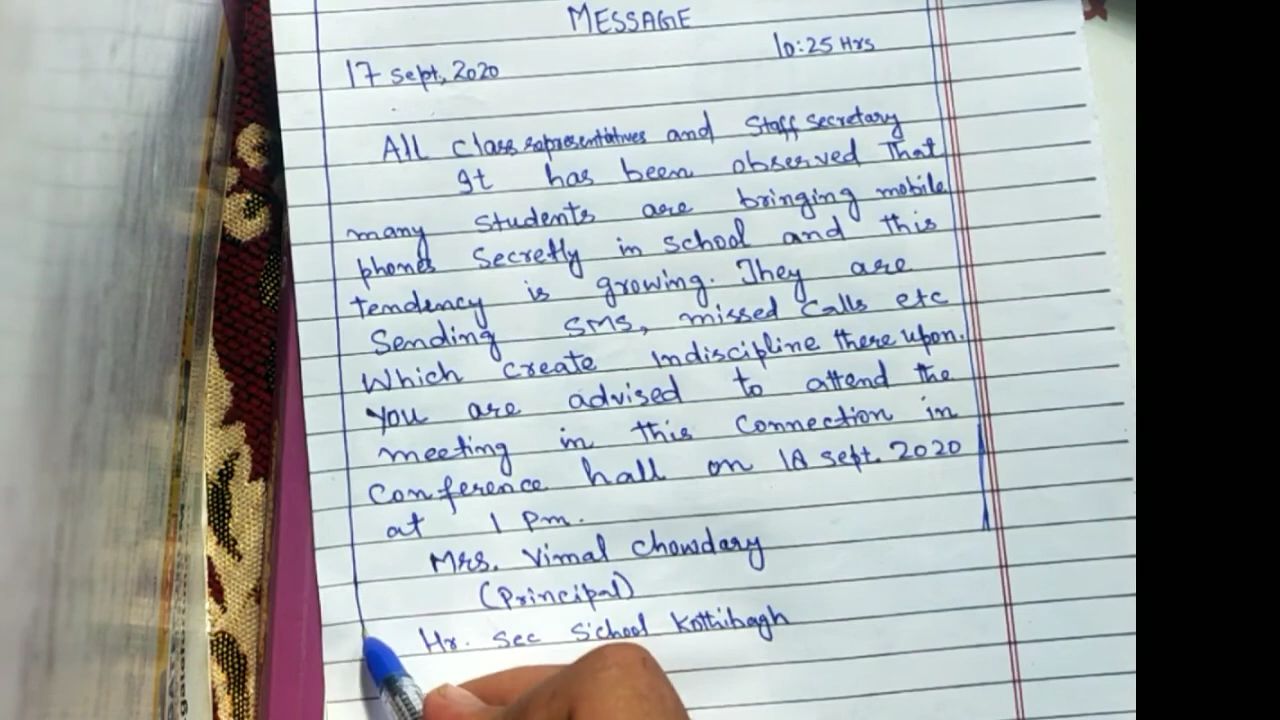 MESSAGE
10:25 Hrs
17 sept, 2020
All class representatives and Staff secretary
It has been observed that
many students are bringing mobile
phones secretly in school and this
tendency is growing. They are
Sending SMS, missed calls etc
Which create Indiscipline there upon.
You are advised to attend the
meeting in this connection in
Conference hall on 18 sept. 2020
at 1 pm.
Mrs. Vimal Chowdary
(Principal)
Hr. Sec School Kothibagh